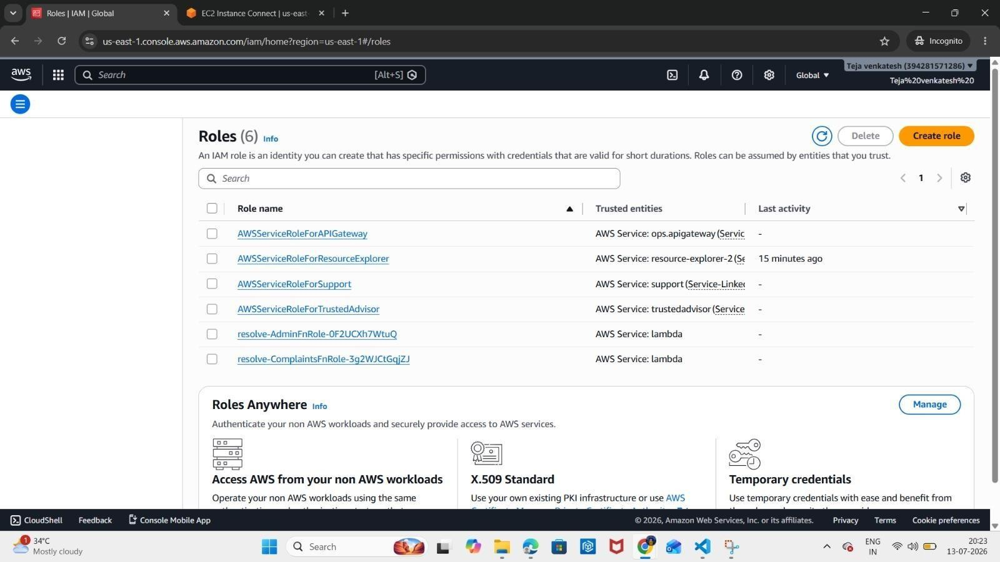 Roles | IAM | Global
EC2 Instance Connect | us-east-
us-east-1.console.aws.amazon.com/iam/home?region=us-east-1#/roles
Incognito
aws
Search
[Alt+S]
Global
Teja venkatesh (394281571286)
Teja%20venkatesh%20
Roles (6) Info
Delete
Create role
An IAM role is an identity you can create that has specific permissions with credentials that are valid for short durations. Roles can be assumed by entities that you trust.
Search
1
Role name
Trusted entities
Last activity
AWSServiceRoleForAPIGateway
AWS Service: ops.apigateway (Servic
-
AWSServiceRoleForResourceExplorer
AWS Service: resource-explorer-2 (Se
15 minutes ago
AWSServiceRoleForSupport
AWS Service: support (Service-Linked
-
AWSServiceRoleForTrustedAdvisor
AWS Service: trustedadvisor (Service
-
resolve-AdminFnRole-0F2UCXh7WtuQ
AWS Service: lambda
-
resolve-ComplaintsFnRole-3g2WJCtGqjZJ
AWS Service: lambda
-
Roles Anywhere Info
Manage
Authenticate your non AWS workloads and securely provide access to AWS services.
Access AWS from your non AWS workloads
Operate your non AWS workloads using the same
X.509 Standard
Use your own existing PKI infrastructure or use AWS
Temporary credentials
Use temporary credentials with ease and benefit from
CloudShell
Feedback
Console Mobile App
© 2026, Amazon Web Services, Inc. or its affiliates.
Privacy
Terms
Cookie preferences
1
34°C
Mostly cloudy
Search
ENG
IN
20:23
13-07-2026